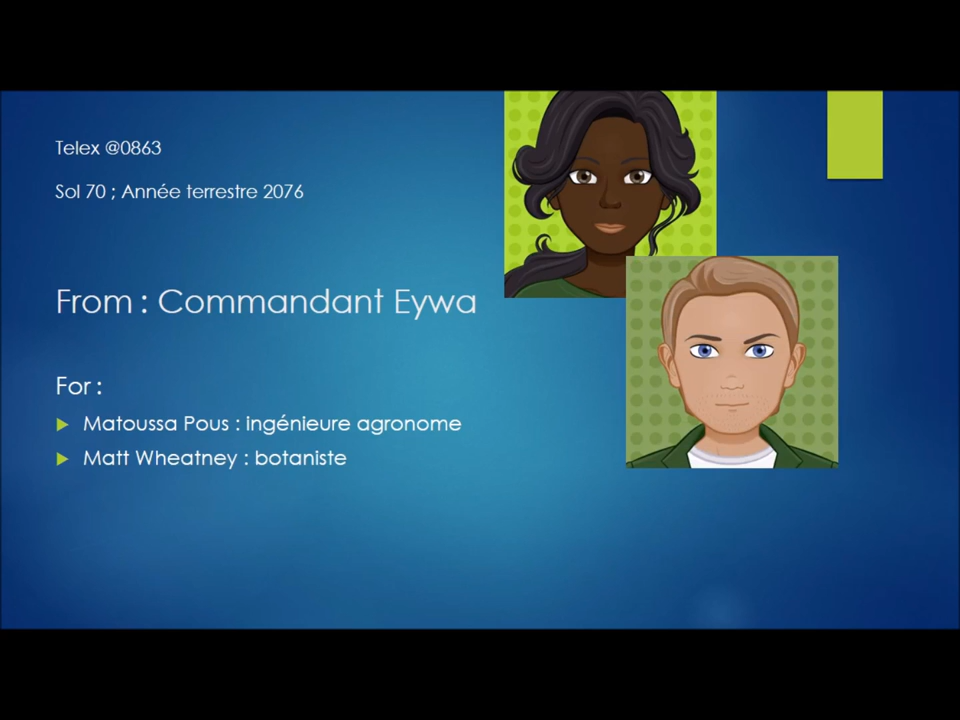 Telex @0863
Sol 70 ; Année terrestre 2076
From : Commandant Eywa
For :
Matoussa Pous : ingénieure agronome
Matt Wheatney : botaniste